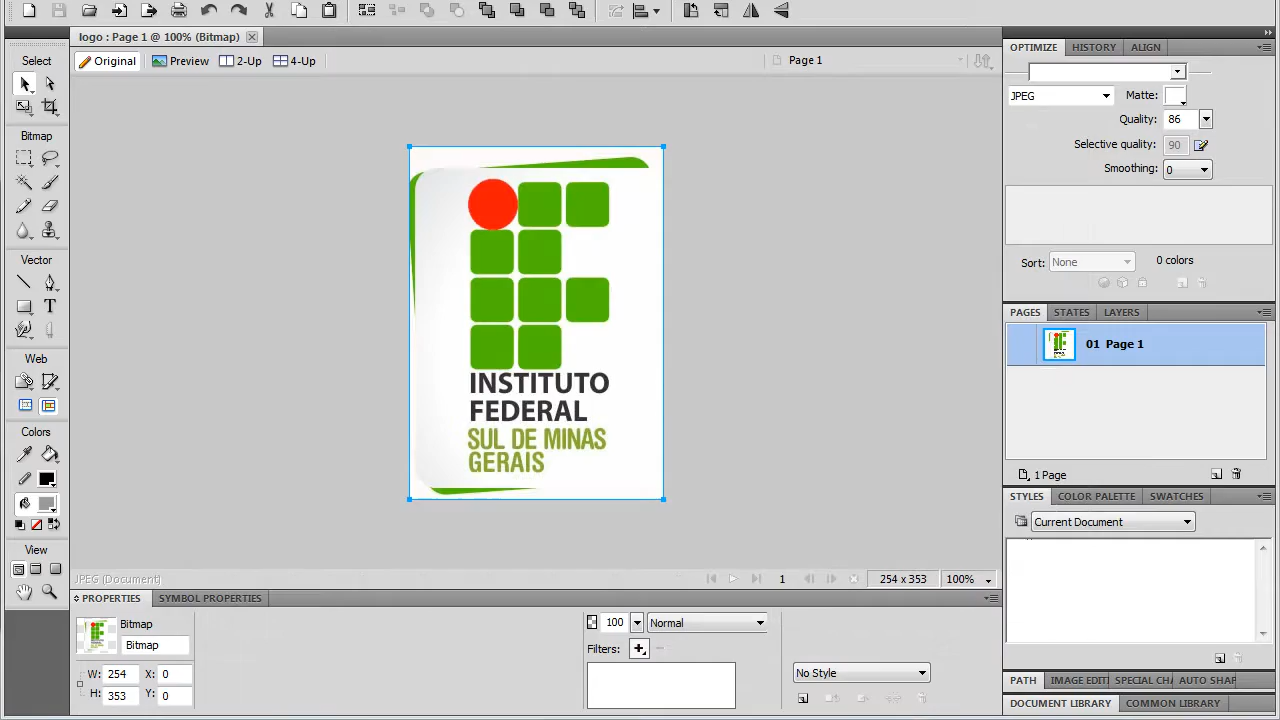 logo : Page 1 @ 100% (Bitmap)
Original
Preview
2-Up
4-Up
Page 1
Select
Bitmap
Vector
Web
Colors
View
INSTITUTO
FEDERAL
SUL DE MINAS
GERAIS
JPEG (Document)
1
254 x 353
100%
PROPERTIES
SYMBOL PROPERTIES
Bitmap
Bitmap
W: 254 X: 0
H: 353 Y: 0
100
Normal
Filters:
No Style
OPTIMIZE
HISTORY
ALIGN
JPEG
Matte:
Quality: 86
Selective quality: 90
Smoothing: 0
Sort: None
0 colors
PAGES
STATES
LAYERS
01 Page 1
1 Page
STYLES
COLOR PALETTE
SWATCHES
Current Document
PATH
IMAGE EDITI
SPECIAL CHA
AUTO SHAP
DOCUMENT LIBRARY
COMMON LIBRARY